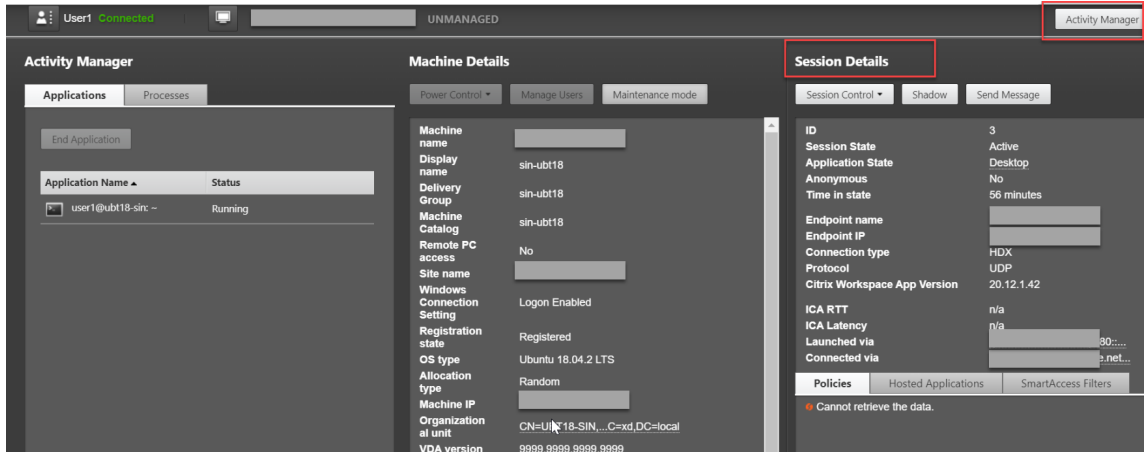 User1 Connected
UNMANAGED
Activity Manager
Activity Manager
Applications
Processes
End Application
Application Name
Status
user1@ubt18-sin: ~
Running
Machine Details
Power Control
Manage Users
Maintenance mode
Machine
name
Display
name
sin-ubt18
Delivery
Group
sin-ubt18
Machine
Catalog
sin-ubt18
Remote PC
access
No
Site name
Windows
Connection
Setting
Logon Enabled
Registration
state
Registered
OS type
Ubuntu 18.04.2 LTS
Allocation
type
Random
Machine IP
Organization
al unit
CN=UBT18-SIN,...C=xd,DC=local
VDA version
9999.9999.9999.9999
Session Details
Session Control
Shadow
Send Message
ID
3
Session State
Active
Application State
Desktop
Anonymous
No
Time in state
56 minutes
Endpoint name
Endpoint IP
Connection type
HDX
Protocol
UDP
Citrix Workspace App Version
20.12.1.42
ICA RTT
n/a
ICA Latency
n/a
Launched via
80::...
Connected via
e.net...
Policies
Hosted Applications
SmartAccess Filters
Cannot retrieve the data.